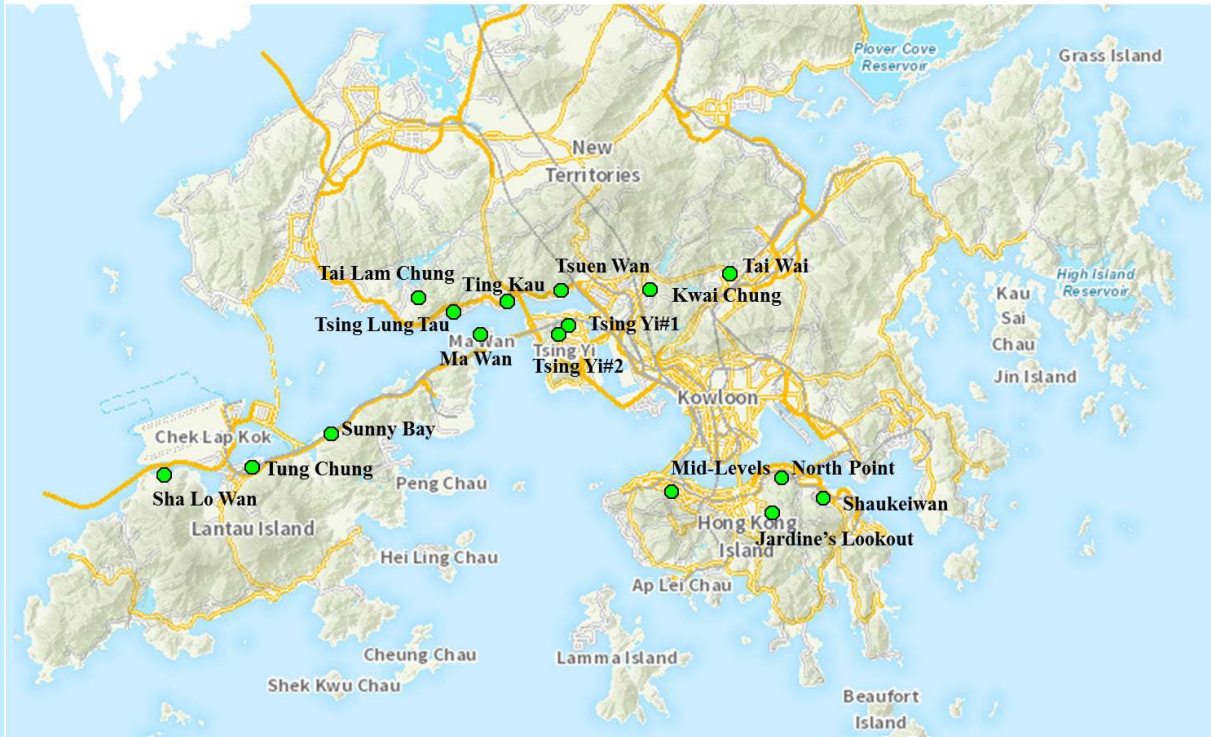 Plover Cove
Reservoir
Grass Island
New
Territories
Tai Lam Chung
Ting Kau
Tsuen Wan
Tai Wai
Kwai Chung
High Island
Reservoir
Kau
Sai
Chau
Tsing Lung Tau
Tsing Yi#1
Ma Wan
Ma Wan
Tsing Yi
Tsing Yi#2
Jin Island
Kowloon
Sunny Bay
Chek Lap Kok
Tung Chung
Sha Lo Wan
Peng Chau
Mid-Levels
North Point
Shaukeiwan
Lantau Island
Hong Kong
Island
Jardine's Lookout
Hei Ling Chau
Ap Lei Chau
Cheung Chau
Lamma Island
Shek Kwu Chau
Beaufort
Island